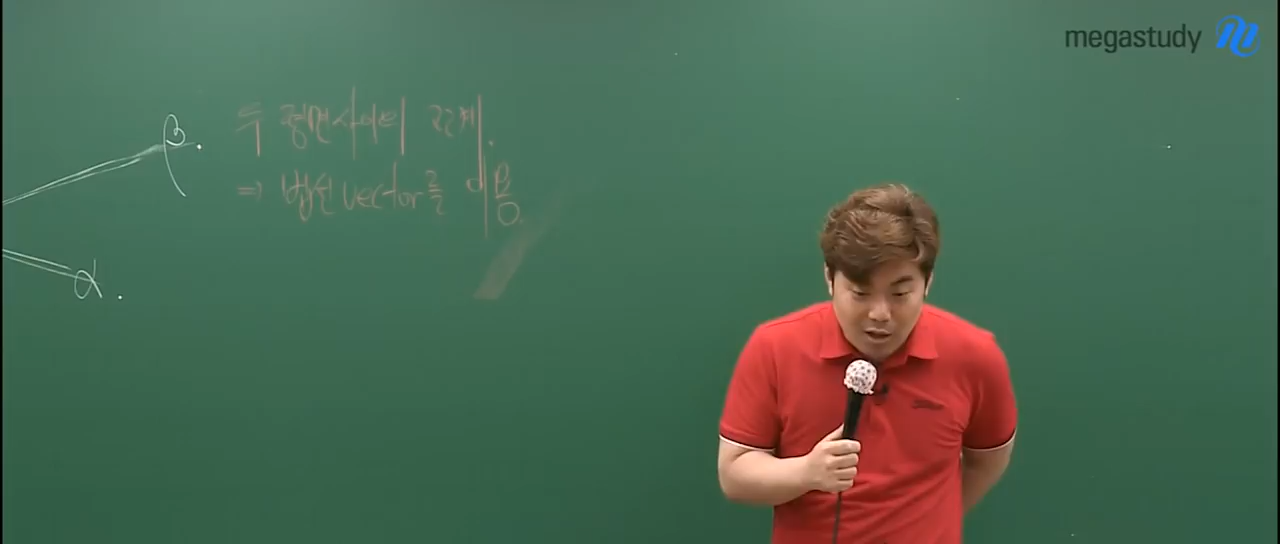 megastudy
β.
두 평면사이의 관계.
⇒ 법선 vector를 이용.
α.